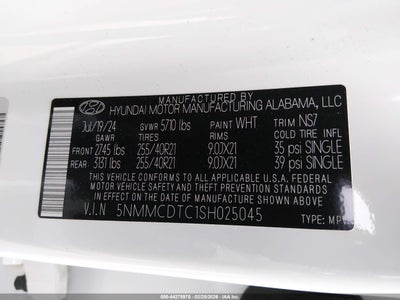 MANUFACTURED BY
HYUNDAI MOTOR MANUFACTURING ALABAMA, LLC
Jul/19/24 GVWR 5710 lbs PAINT WHT TRIM NIS7
GAWR TIRES RIMS COLD TIRE INFL
FRONT 2745 lbs 255/40R21 9.0JX21 35 psi SINGLE
REAR 3131 lbs 255/40R21 9.0JX21 39 psi SINGLE
THIS VEHICLE CONFORMS TO ALL APPLICABLE FEDERAL
MOTOR VEHICLE SAFETY AND THEFT PREVENTION STANDARDS
IN EFFECT ON THE DATE OF MANUFACTURE SHOWN ABOVE.
V.I.N 5NMMCDTC1SH025045 TYPE: MPV